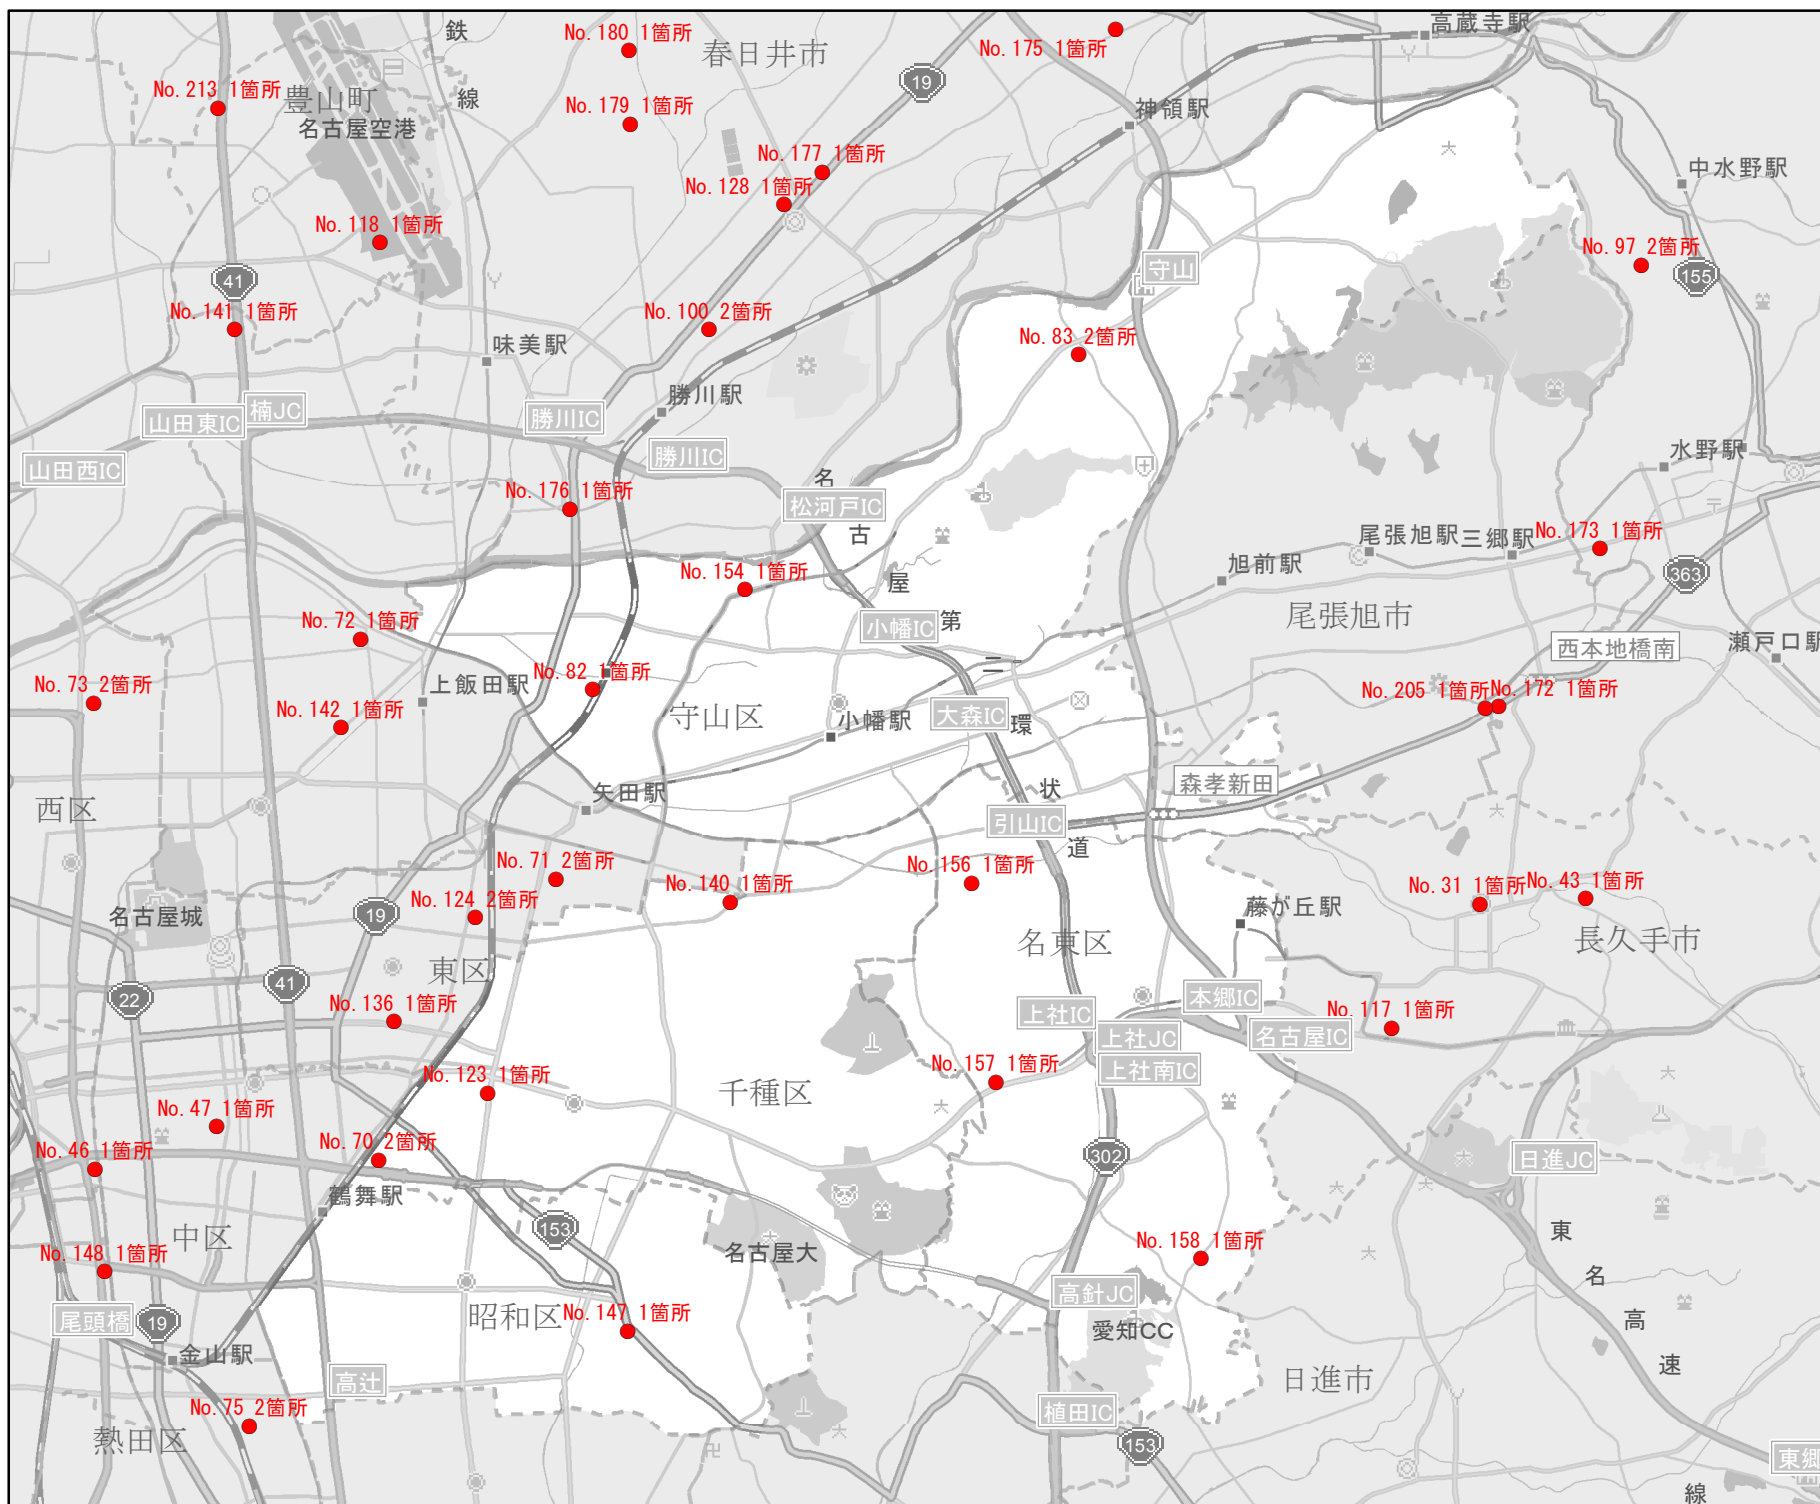 鉄
線
No.180 1箇所
春日井市
No.175 1箇所
高蔵寺駅
19
No.213 1箇所
豊山町
名古屋空港
No.179 1箇所
神領駅
No.177 1箇所
No.128 1箇所
中水野駅
No.118 1箇所
No.97 2箇所
155
守山
41
No.141 1箇所
味美駅
No.100 2箇所
No.83 2箇所
勝川駅
山田東IC
楠JC
勝川IC
勝川IC
山田西IC
水野駅
No.176 1箇所
松河戸IC
名
古
屋
第
二
環
状
道
尾張旭駅
三郷駅
No.173 1箇所
旭前駅
363
No.154 1箇所
尾張旭市
小幡IC
No.72 1箇所
西本地橋南
瀬戸口駅
No.73 2箇所
上飯田駅
No.82 1箇所
No.205 1箇所
No.172 1箇所
No.142 1箇所
守山区
小幡駅
大森IC
森孝新田
西区
矢田駅
引山IC
No.71 2箇所
No.140 1箇所
No.156 1箇所
No.31 1箇所
No.43 1箇所
名古屋城
19
No.124 2箇所
藤が丘駅
名東区
長久手市
東区
22
41
No.136 1箇所
上社IC
本郷IC
名古屋IC
No.117 1箇所
上社JC
上社南IC
No.123 1箇所
千種区
No.157 1箇所
No.47 1箇所
No.46 1箇所
No.70 2箇所
302
日進JC
鶴舞駅
中区
153
名古屋大
No.158 1箇所
No.148 1箇所
高針JC
東
名
高
速
尾頭橋
19
昭和区
No.147 1箇所
愛知CC
金山駅
高辻
日進市
No.75 2箇所
熱田区
植田IC
153
東郷
線